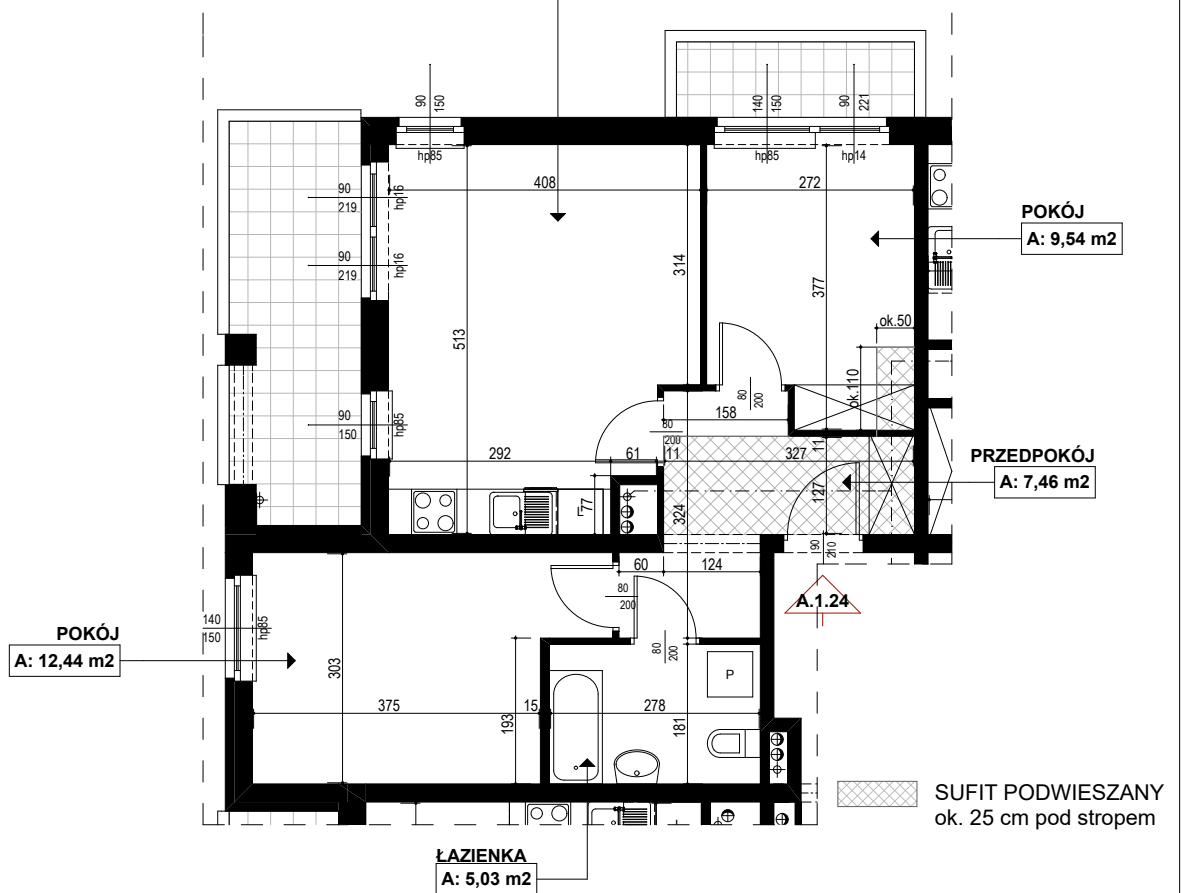 90
150
140
150
90
221
hp85
hp85
hp14
90
219
hp16
408
272
POKÓJ
A: 9,54 m2
90
219
hp16
314
377
513
ok.50
ok.110
80
200
90
150
hp85
158
80
200
292
61
11
327
11
PRZEDPOKÓJ
A: 7,46 m2
77
324
127
90
210
60
124
80
200
A.1.24
140
150
hp85
POKÓJ
A: 12,44 m2
303
80
200
P
375
15
278
193
181
SUFIT PODWIESZANY
ok. 25 cm pod stropem
ŁAZIENKA
A: 5,03 m2